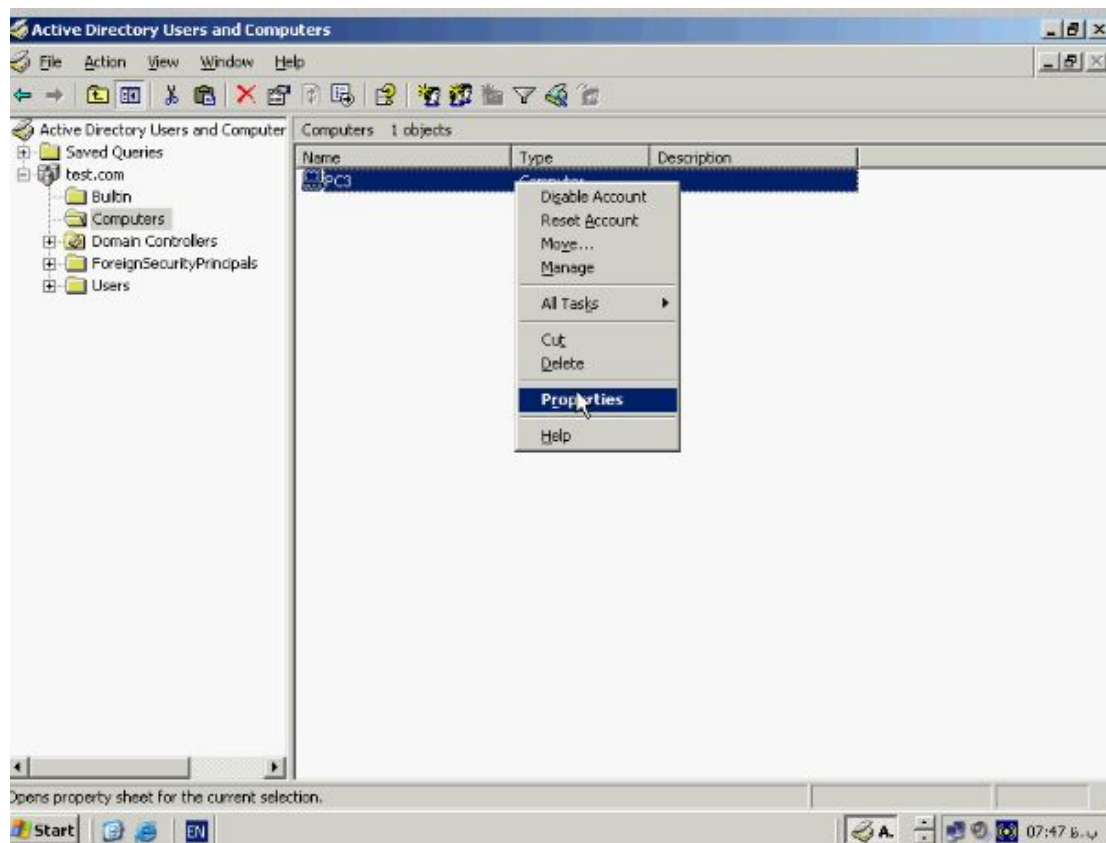 Active Directory Users and Computers
File Action View Window Help
Active Directory Users and Computer
Saved Queries
test.com
Builtin
Computers
Domain Controllers
ForeignSecurityPrincipals
Users
Computers 1 objects
Name Type Description
PC3 Computer
Disable Account
Reset Account
Move...
Manage
All Tasks
Cut
Delete
Properties
Help
Opens property sheet for the current selection.
Start EN A. 07:47 ب.ظ